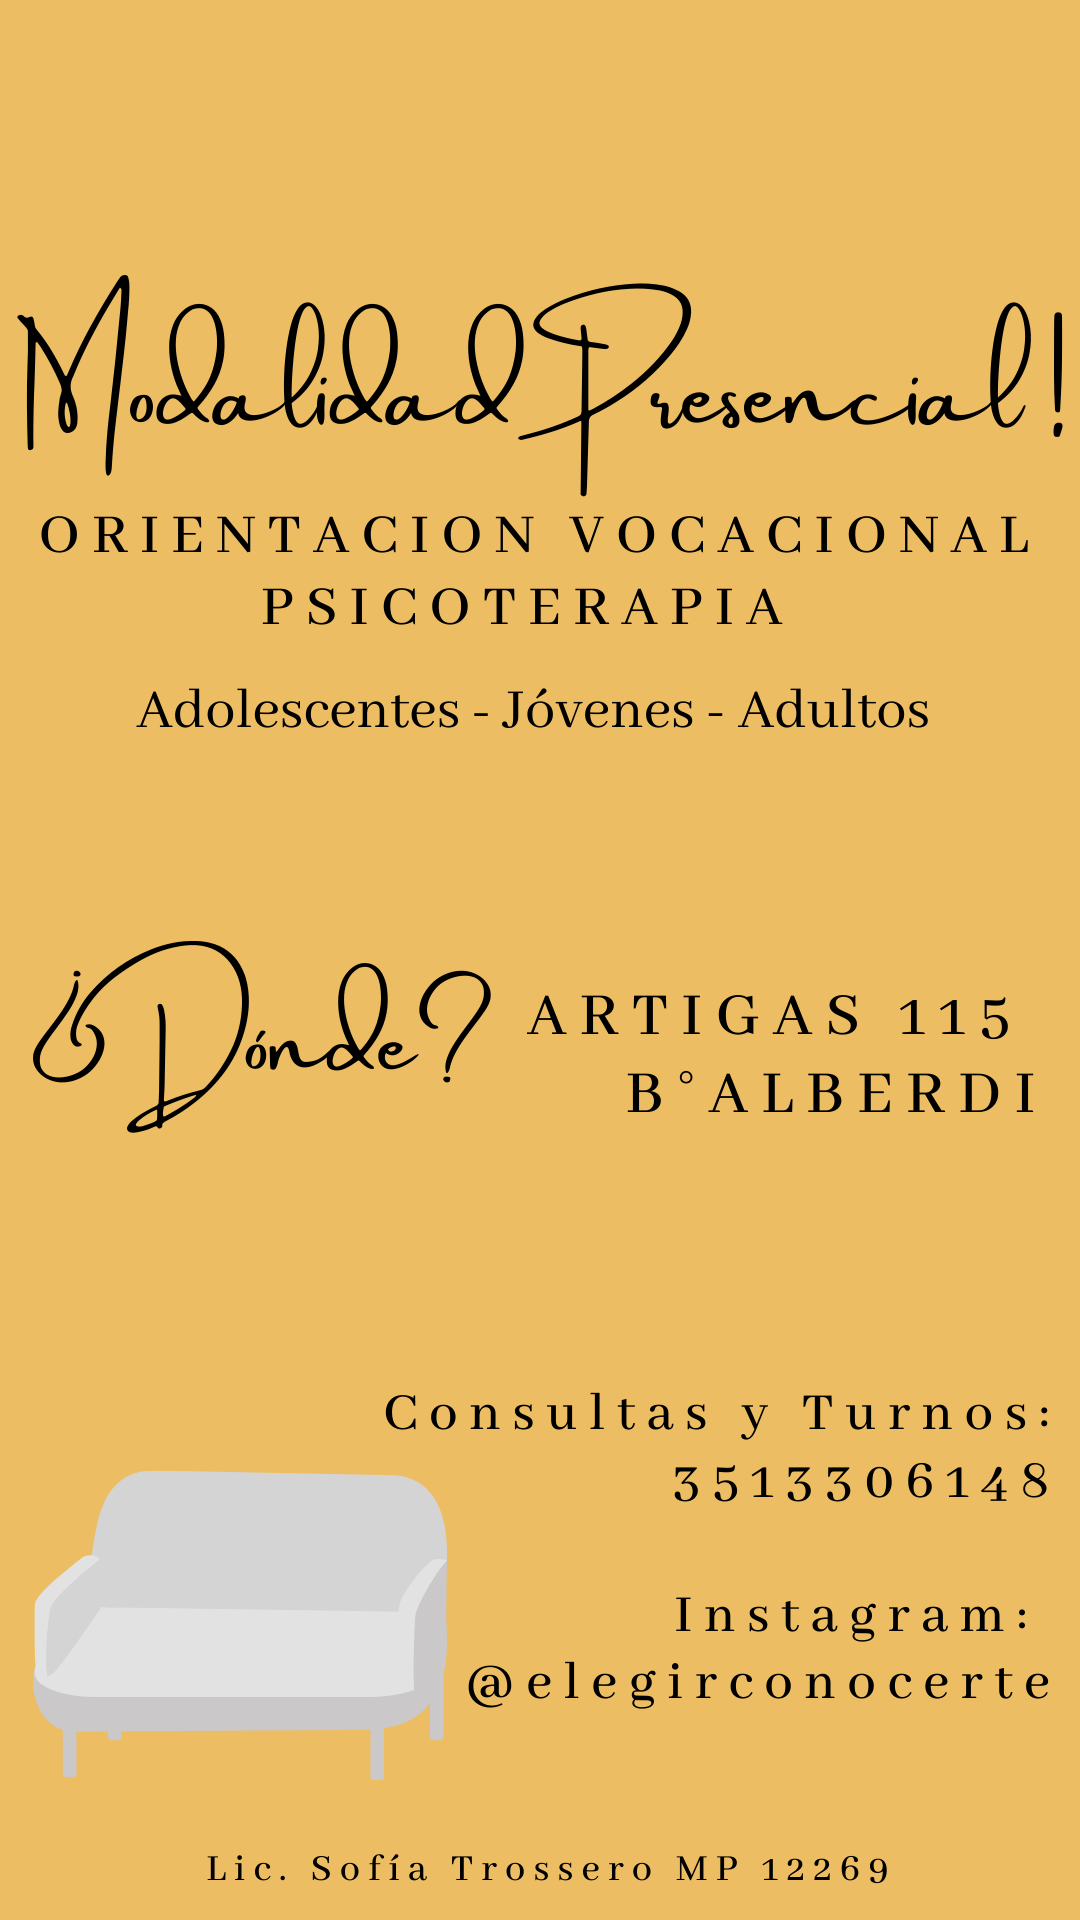 Modalidad Presencial!
ORIENTACION VOCACIONAL
PSICOTERAPIA
Adolescentes - Jóvenes - Adultos
¿Dónde?
ARTIGAS 115
B°ALBERDI
Consultas y Turnos:
3513306148
Instagram:
@elegirconocerte
Lic. Sofía Trossero MP 12269